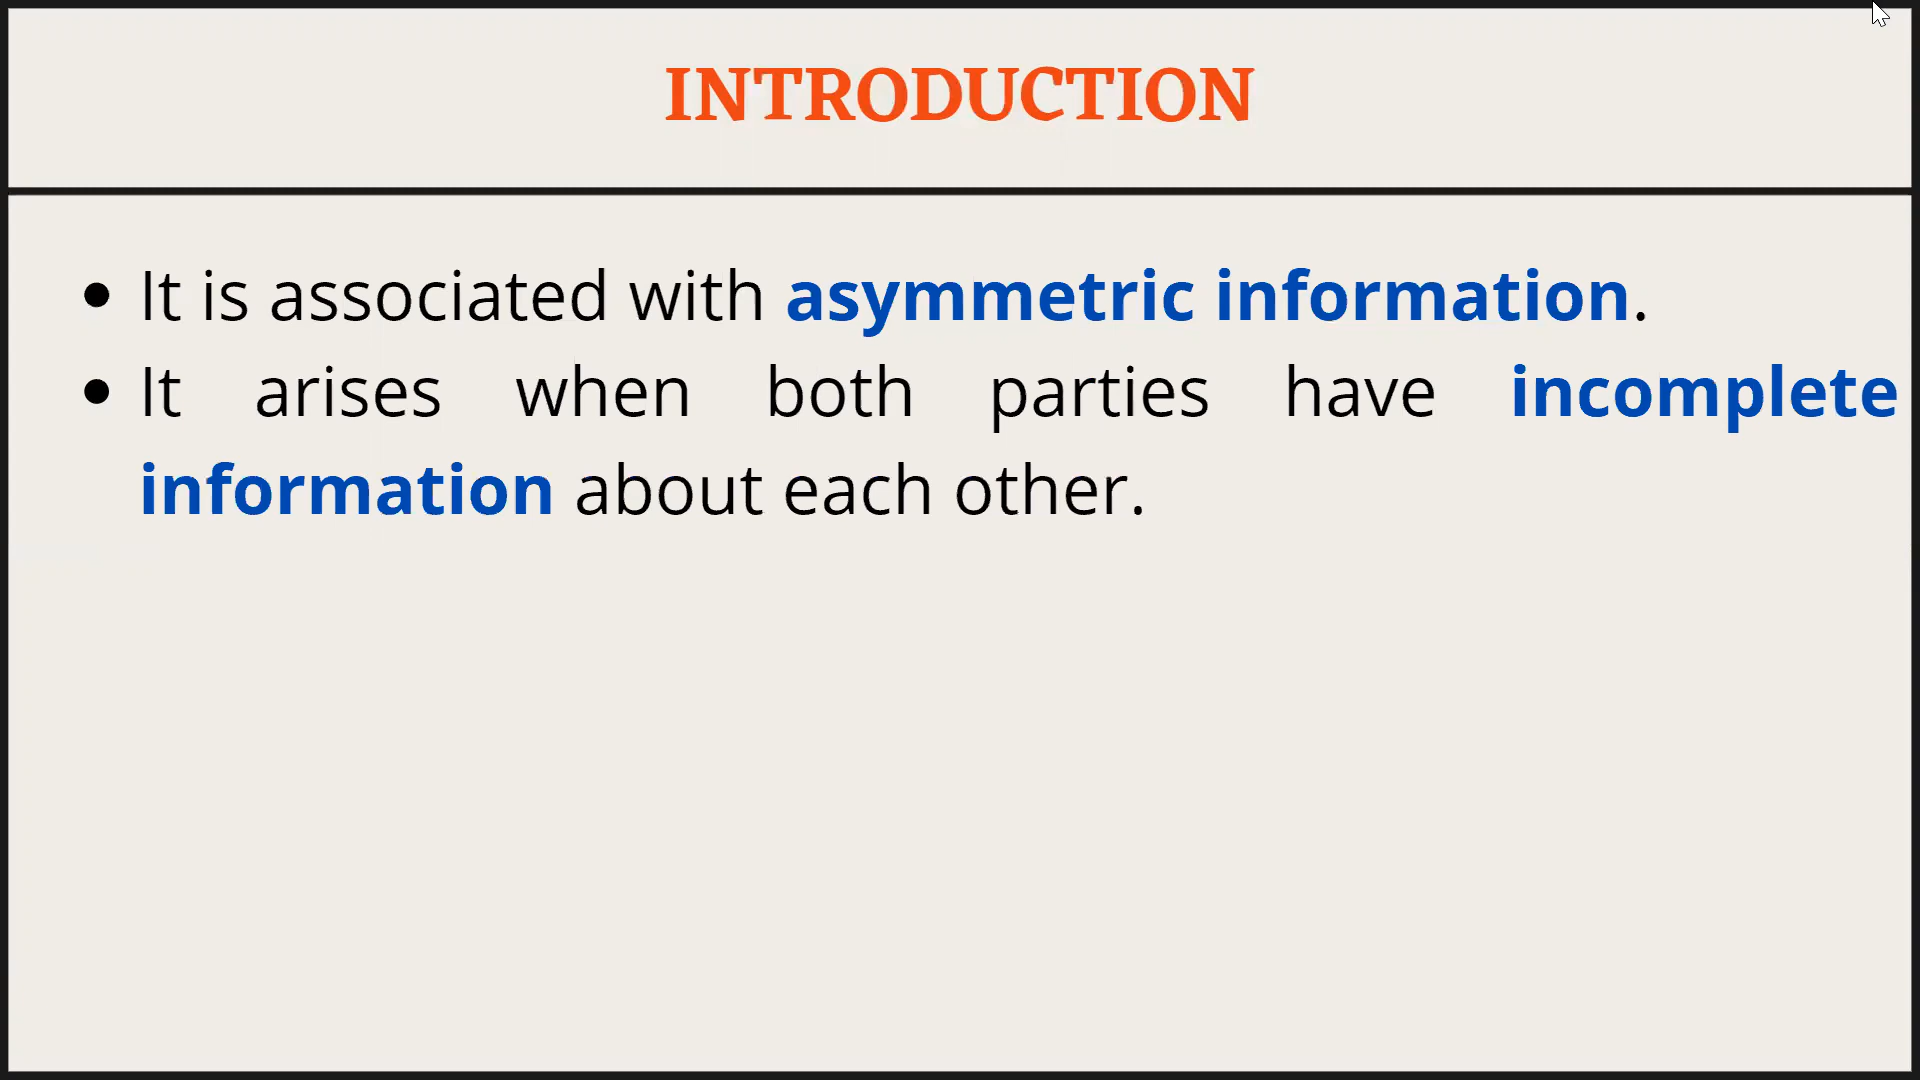 INTRODUCTION
• It is associated with asymmetric information.
• It arises when both parties have incomplete
information about each other.